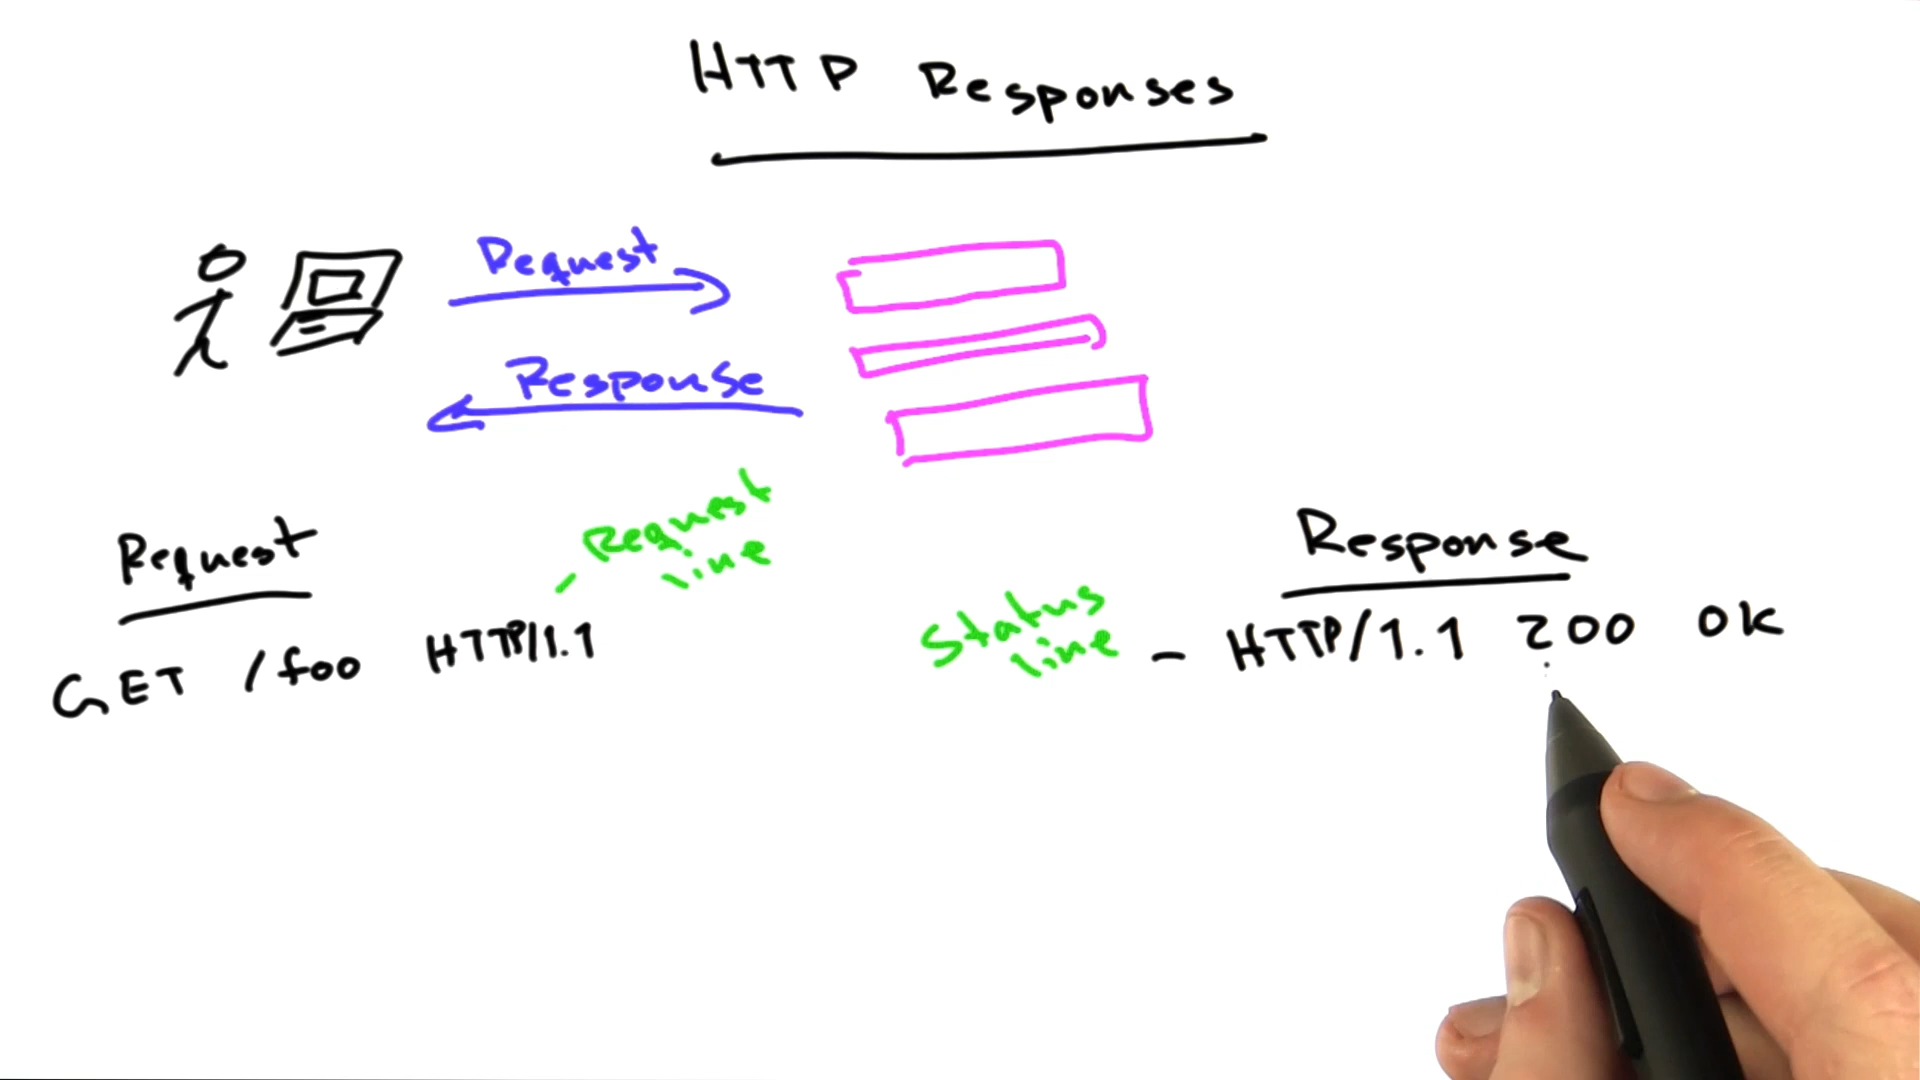 HTTP Responses
Request
Response
Request
GET /foo HTTP/1.1
Request
line
Response
Status
line
- HTTP/1.1 200 OK